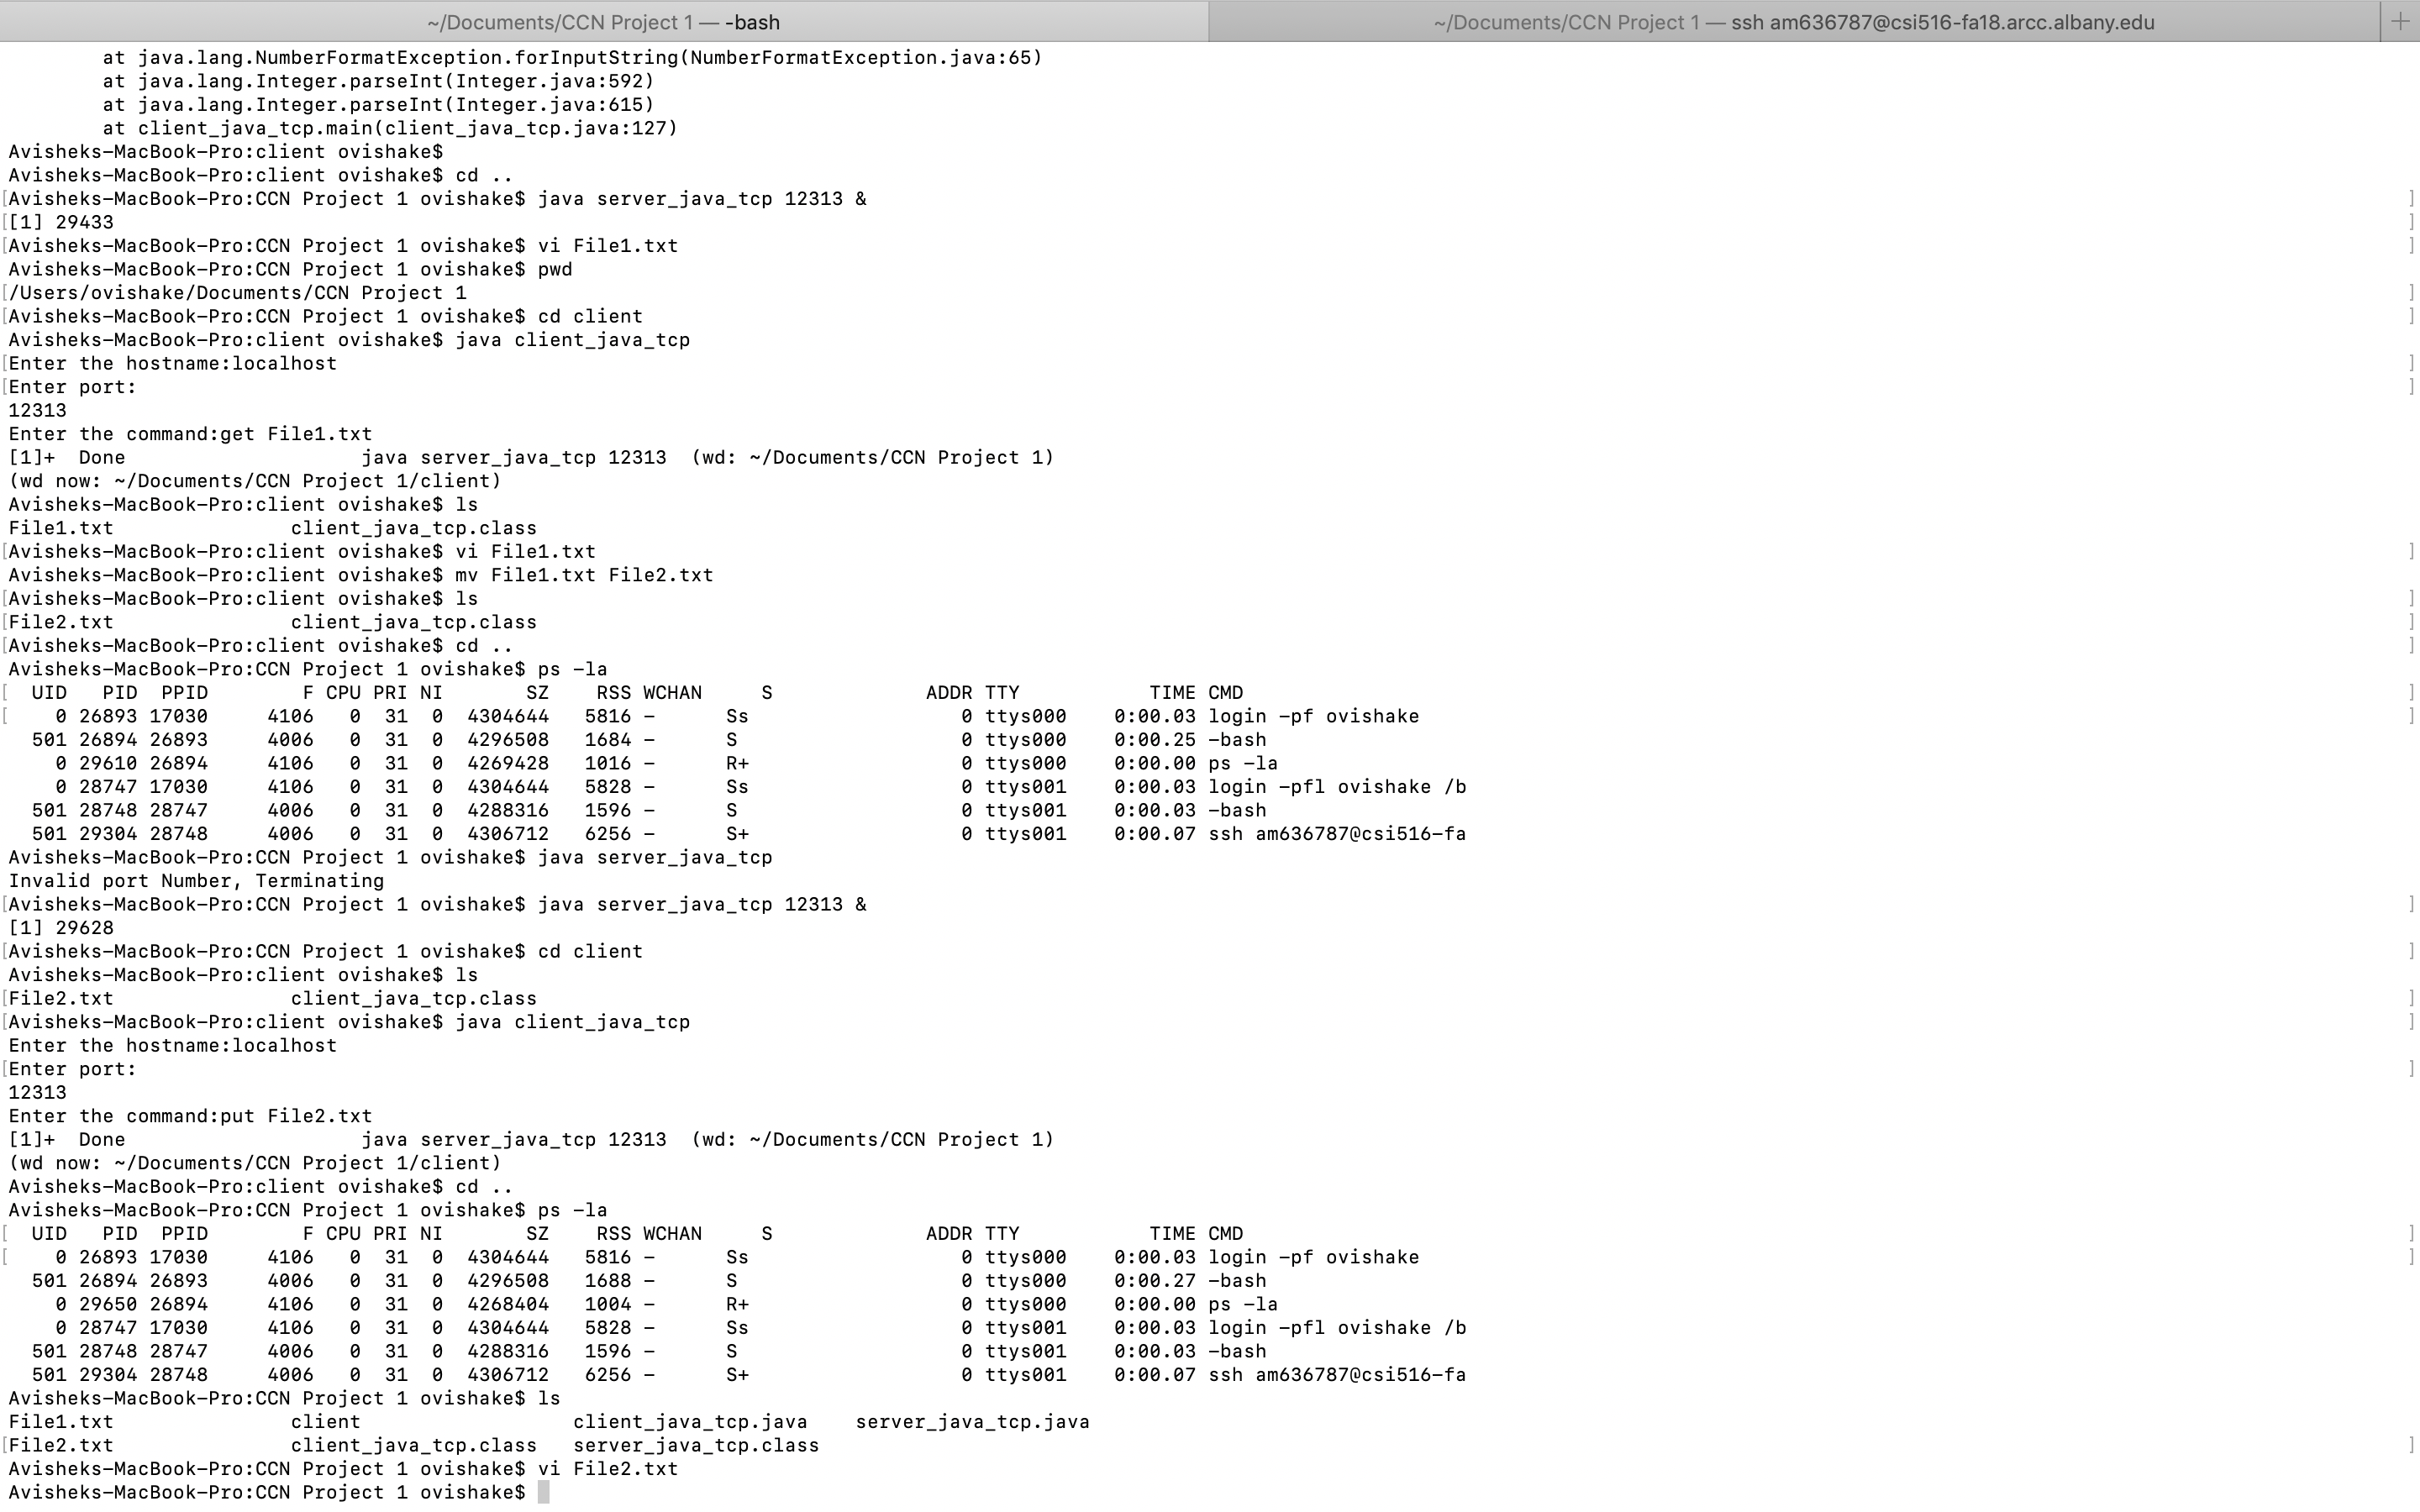 ~/Documents/CCN Project 1 — -bash
~/Documents/CCN Project 1 — ssh am636787@csi516-fa18.arcc.albany.edu
+
at java.lang.NumberFormatException.forInputString(NumberFormatException.java:65)
at java.lang.Integer.parseInt(Integer.java:592)
at java.lang.Integer.parseInt(Integer.java:615)
at client_java_tcp.main(client_java_tcp.java:127)
Avisheks-MacBook-Pro:client ovishake$
Avisheks-MacBook-Pro:client ovishake$ cd ..
[Avisheks-MacBook-Pro:CCN Project 1 ovishake$ java server_java_tcp 12313 & ]
[[1] 29433 ]
[Avisheks-MacBook-Pro:CCN Project 1 ovishake$ vi File1.txt ]
Avisheks-MacBook-Pro:CCN Project 1 ovishake$ pwd
[/Users/ovishake/Documents/CCN Project 1 ]
[Avisheks-MacBook-Pro:CCN Project 1 ovishake$ cd client ]
Avisheks-MacBook-Pro:client ovishake$ java client_java_tcp
[Enter the hostname:localhost ]
[Enter port: ]
12313
Enter the command:get File1.txt
[1]+  Done                    java server_java_tcp 12313  (wd: ~/Documents/CCN Project 1)
(wd now: ~/Documents/CCN Project 1/client)
Avisheks-MacBook-Pro:client ovishake$ ls
File1.txt               client_java_tcp.class
[Avisheks-MacBook-Pro:client ovishake$ vi File1.txt ]
Avisheks-MacBook-Pro:client ovishake$ mv File1.txt File2.txt
[Avisheks-MacBook-Pro:client ovishake$ ls ]
[File2.txt               client_java_tcp.class ]
[Avisheks-MacBook-Pro:client ovishake$ cd .. ]
Avisheks-MacBook-Pro:CCN Project 1 ovishake$ ps -la
[  UID   PID  PPID        F CPU PRI NI       SZ    RSS WCHAN     S             ADDR TTY           TIME CMD ]
[    0 26893 17030     4106   0  31  0  4304644   5816 -      Ss                  0 ttys000    0:00.03 login -pf ovishake ]
501 26894 26893     4006   0  31  0  4296508   1684 -      S                   0 ttys000    0:00.25 -bash
0 29610 26894     4106   0  31  0  4269428   1016 -      R+                  0 ttys000    0:00.00 ps -la
0 28747 17030     4106   0  31  0  4304644   5828 -      Ss                  0 ttys001    0:00.03 login -pfl ovishake /b
501 28748 28747     4006   0  31  0  4288316   1596 -      S                   0 ttys001    0:00.03 -bash
501 29304 28748     4006   0  31  0  4306712   6256 -      S+                  0 ttys001    0:00.07 ssh am636787@csi516-fa
Avisheks-MacBook-Pro:CCN Project 1 ovishake$ java server_java_tcp
Invalid port Number, Terminating
[Avisheks-MacBook-Pro:CCN Project 1 ovishake$ java server_java_tcp 12313 & ]
[1] 29628
[Avisheks-MacBook-Pro:CCN Project 1 ovishake$ cd client ]
Avisheks-MacBook-Pro:client ovishake$ ls
[File2.txt               client_java_tcp.class ]
[Avisheks-MacBook-Pro:client ovishake$ java client_java_tcp ]
Enter the hostname:localhost
[Enter port: ]
12313
Enter the command:put File2.txt
[1]+  Done                    java server_java_tcp 12313  (wd: ~/Documents/CCN Project 1)
(wd now: ~/Documents/CCN Project 1/client)
Avisheks-MacBook-Pro:client ovishake$ cd ..
Avisheks-MacBook-Pro:CCN Project 1 ovishake$ ps -la
[  UID   PID  PPID        F CPU PRI NI       SZ    RSS WCHAN     S             ADDR TTY           TIME CMD ]
[    0 26893 17030     4106   0  31  0  4304644   5816 -      Ss                  0 ttys000    0:00.03 login -pf ovishake ]
501 26894 26893     4006   0  31  0  4296508   1688 -      S                   0 ttys000    0:00.27 -bash
0 29650 26894     4106   0  31  0  4268404   1004 -      R+                  0 ttys000    0:00.00 ps -la
0 28747 17030     4106   0  31  0  4304644   5828 -      Ss                  0 ttys001    0:00.03 login -pfl ovishake /b
501 28748 28747     4006   0  31  0  4288316   1596 -      S                   0 ttys001    0:00.03 -bash
501 29304 28748     4006   0  31  0  4306712   6256 -      S+                  0 ttys001    0:00.07 ssh am636787@csi516-fa
Avisheks-MacBook-Pro:CCN Project 1 ovishake$ ls
File1.txt               client                  client_java_tcp.java    server_java_tcp.java
[File2.txt               client_java_tcp.class   server_java_tcp.class ]
Avisheks-MacBook-Pro:CCN Project 1 ovishake$ vi File2.txt
Avisheks-MacBook-Pro:CCN Project 1 ovishake$